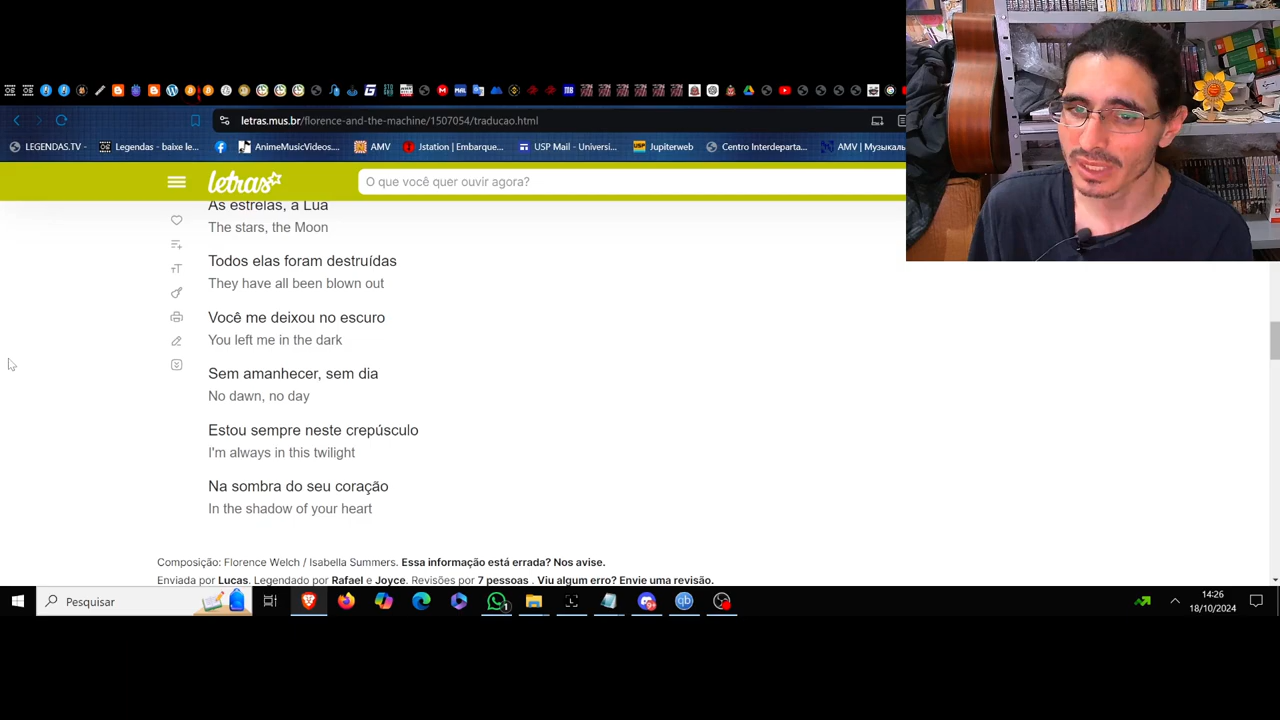 letras.mus.br/florence-and-the-machine/1507054/traducao.html
LEGENDAS.TV - Legendas - baixe le... AnimeMusicVideos.... AMV Jstation | Embarque... USP Mail - Universi... Jupiterweb Centro Interdeparta... AMV | Музыкаль
letras O que você quer ouvir agora?
As estrelas, a Lua
The stars, the Moon
Todos elas foram destruídas
They have all been blown out
Você me deixou no escuro
You left me in the dark
Sem amanhecer, sem dia
No dawn, no day
Estou sempre neste crepúsculo
I'm always in this twilight
Na sombra do seu coração
In the shadow of your heart
Composição: Florence Welch / Isabella Summers. Essa informação está errada? Nos avise.
Enviada por Lucas. Legendado por Rafael e Joyce. Revisões por 7 pessoas . Viu algum erro? Envie uma revisão.
Pesquisar
14:26
18/10/2024